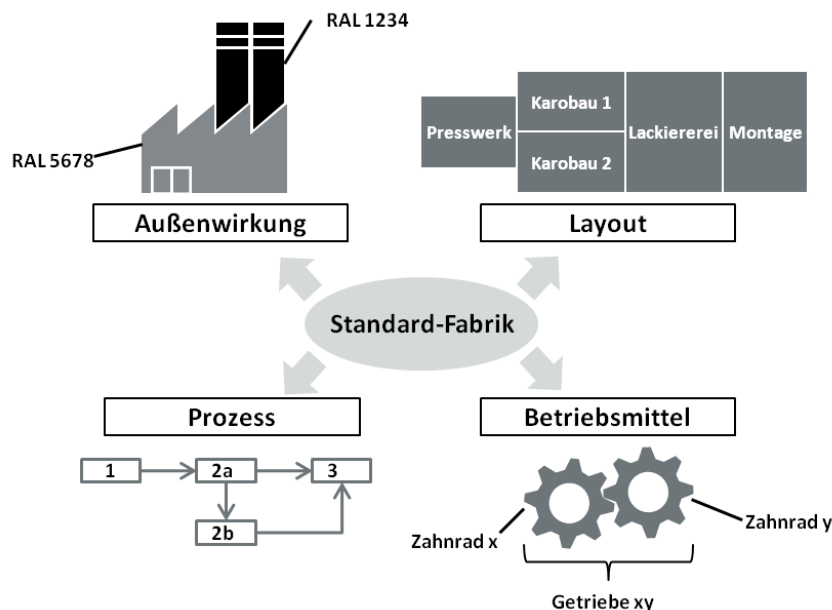 RAL 1234
RAL 5678
Außenwirkung
Presswerk
Karobau 1
Karobau 2
Lackiererei
Montage
Layout
Standard-Fabrik
Prozess
1
2a
3
2b
Betriebsmittel
Zahnrad x
Zahnrad y
Getriebe xy